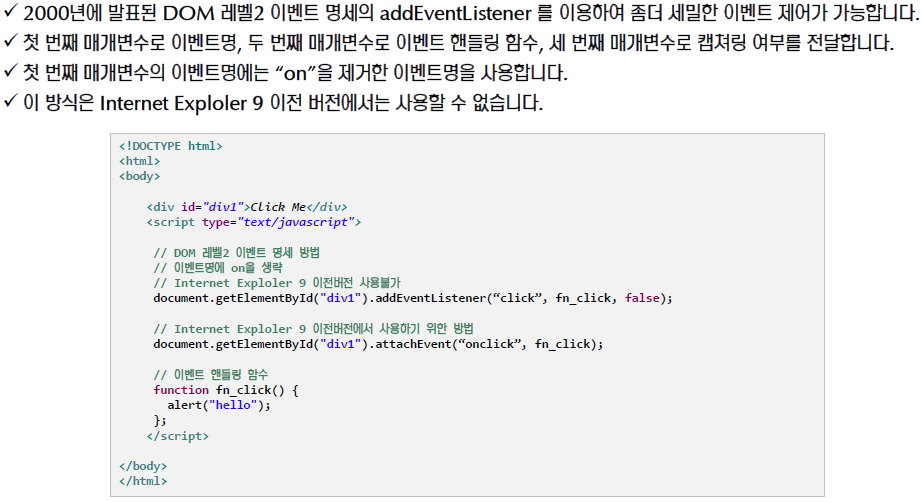 ✓ 2000년에 발표된 DOM 레벨2 이벤트 명세의 addEventListener 를 이용하여 좀더 세밀한 이벤트 제어가 가능합니다.
✓ 첫 번째 매개변수로 이벤트명, 두 번째 매개변수로 이벤트 핸들링 함수, 세 번째 매개변수로 캡쳐링 여부를 전달합니다.
✓ 첫 번째 매개변수의 이벤트명에는 “on”을 제거한 이벤트명을 사용합니다.
✓ 이 방식은 Internet Exploler 9 이전 버전에서는 사용할 수 없습니다.
<!DOCTYPE html>
<html>
<body>
<div id="div1">Click Me</div>
<script type="text/javascript">
// DOM 레벨2 이벤트 명세 방법
// 이벤트명에 on을 생략
// Internet Exploler 9 이전버전 사용불가
document.getElementById("div1").addEventListener(“click”, fn_click, false);
// Internet Exploler 9 이전버전에서 사용하기 위한 방법
document.getElementById("div1").attachEvent(“onclick”, fn_click);
// 이벤트 핸들링 함수
function fn_click() {
alert("hello");
};
</script>
</body>
</html>